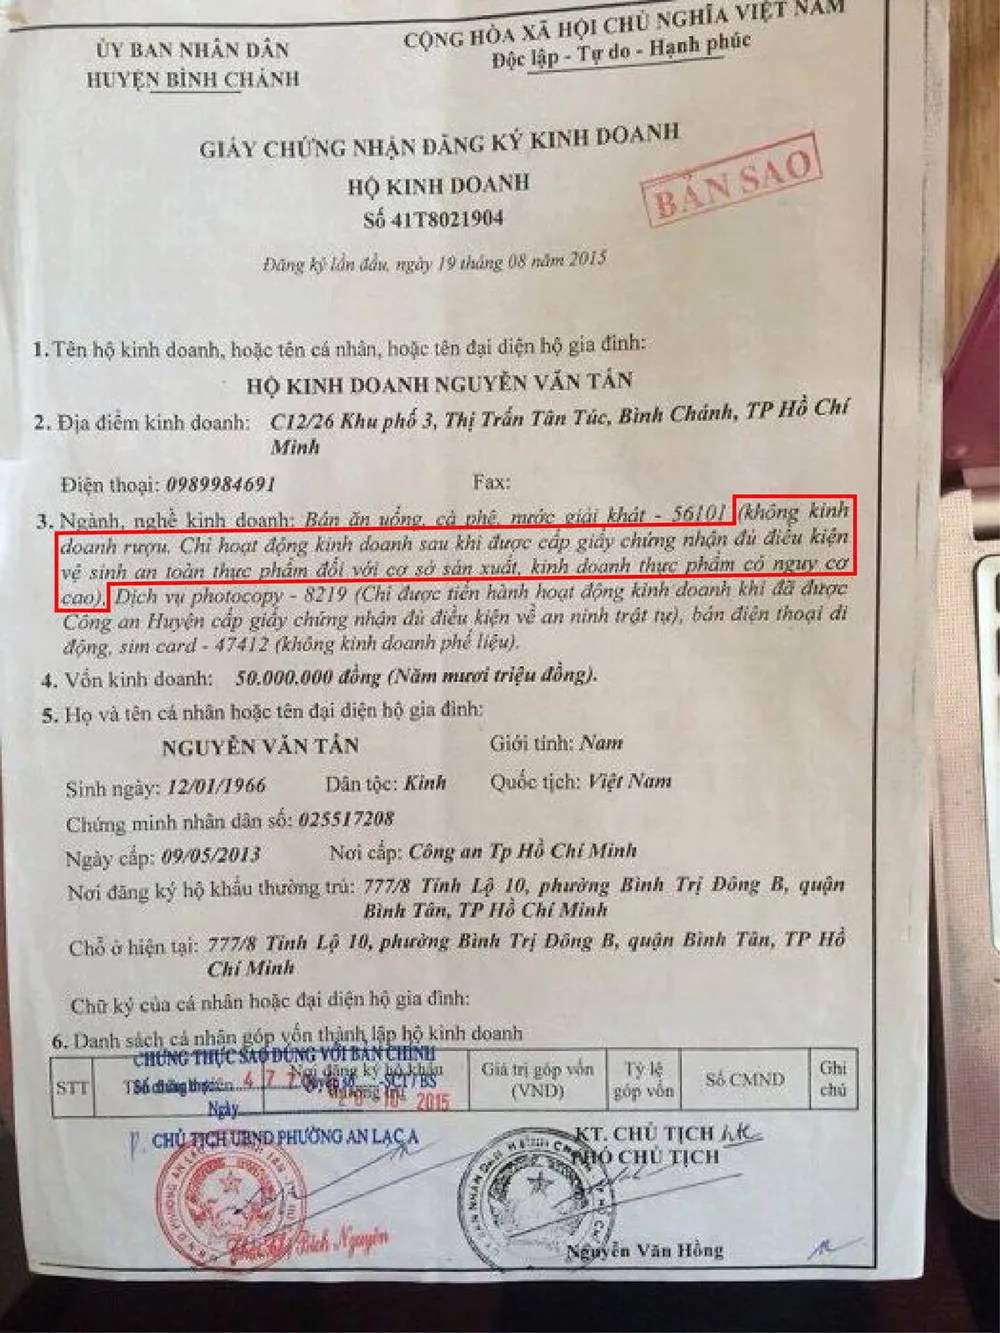 ỦY BAN NHÂN DÂN
HUYỆN BÌNH CHÁNH
CỘNG HÒA XÃ HỘI CHỦ NGHĨA VIỆT NAM
Độc lập - Tự do - Hạnh phúc
GIẤY CHỨNG NHẬN ĐĂNG KÝ KINH DOANH
HỘ KINH DOANH
Số 41T8021904
BẢN SAO
Đăng ký lần đầu, ngày 19 tháng 08 năm 2015
1. Tên hộ kinh doanh, hoặc tên cá nhân, hoặc tên đại diện hộ gia đình:
HỘ KINH DOANH NGUYỄN VĂN TẤN
2. Địa điểm kinh doanh: C12/26 Khu phố 3, Thị Trấn Tân Túc, Bình Chánh, TP Hồ Chí
Minh
Điện thoại: 0989984691 Fax:
3. Ngành, nghề kinh doanh: Bán ăn uống, cà phê, nước giải khát - 56101 (không kinh
doanh rượu. Chỉ hoạt động kinh doanh sau khi được cấp giấy chứng nhận đủ điều kiện
vệ sinh an toàn thực phẩm đối với cơ sở sản xuất, kinh doanh thực phẩm có nguy cơ
cao), Dịch vụ photocopy - 8219 (Chỉ được tiến hành hoạt động kinh doanh khi đã được
Công an Huyện cấp giấy chứng nhận đủ điều kiện về an ninh trật tự), bán điện thoại di
động, sim card - 47412 (không kinh doanh phế liệu).
4. Vốn kinh doanh: 50.000.000 đồng (Năm mươi triệu đồng).
5. Họ và tên cá nhân hoặc tên đại diện hộ gia đình:
NGUYỄN VĂN TẤN Giới tính: Nam
Sinh ngày: 12/01/1966 Dân tộc: Kinh Quốc tịch: Việt Nam
Chứng minh nhân dân số: 025517208
Ngày cấp: 09/05/2013 Nơi cấp: Công an Tp Hồ Chí Minh
Nơi đăng ký hộ khẩu thường trú: 777/8 Tỉnh Lộ 10, phường Bình Trị Đông B, quận
Bình Tân, TP Hồ Chí Minh
Chỗ ở hiện tại: 777/8 Tỉnh Lộ 10, phường Bình Trị Đông B, quận Bình Tân, TP Hồ
Chí Minh
Chữ ký của cá nhân hoặc đại diện hộ gia đình:
6. Danh sách cá nhân góp vốn thành lập hộ kinh doanh
CHỨNG THỰC SAO ĐÚNG VỚI BẢN CHÍNH
STT Nơi đăng ký hộ khẩu Giá trị góp vốn (VND) Tỷ lệ góp vốn Số CMND Ghi chú
Số chứng thực SCT/BS
Ngày 10 2015
CHỦ TỊCH UBND PHƯỜNG AN LẠC A
KT. CHỦ TỊCH
PHÓ CHỦ TỊCH
Bích Nguyên
Nguyễn Văn Hồng